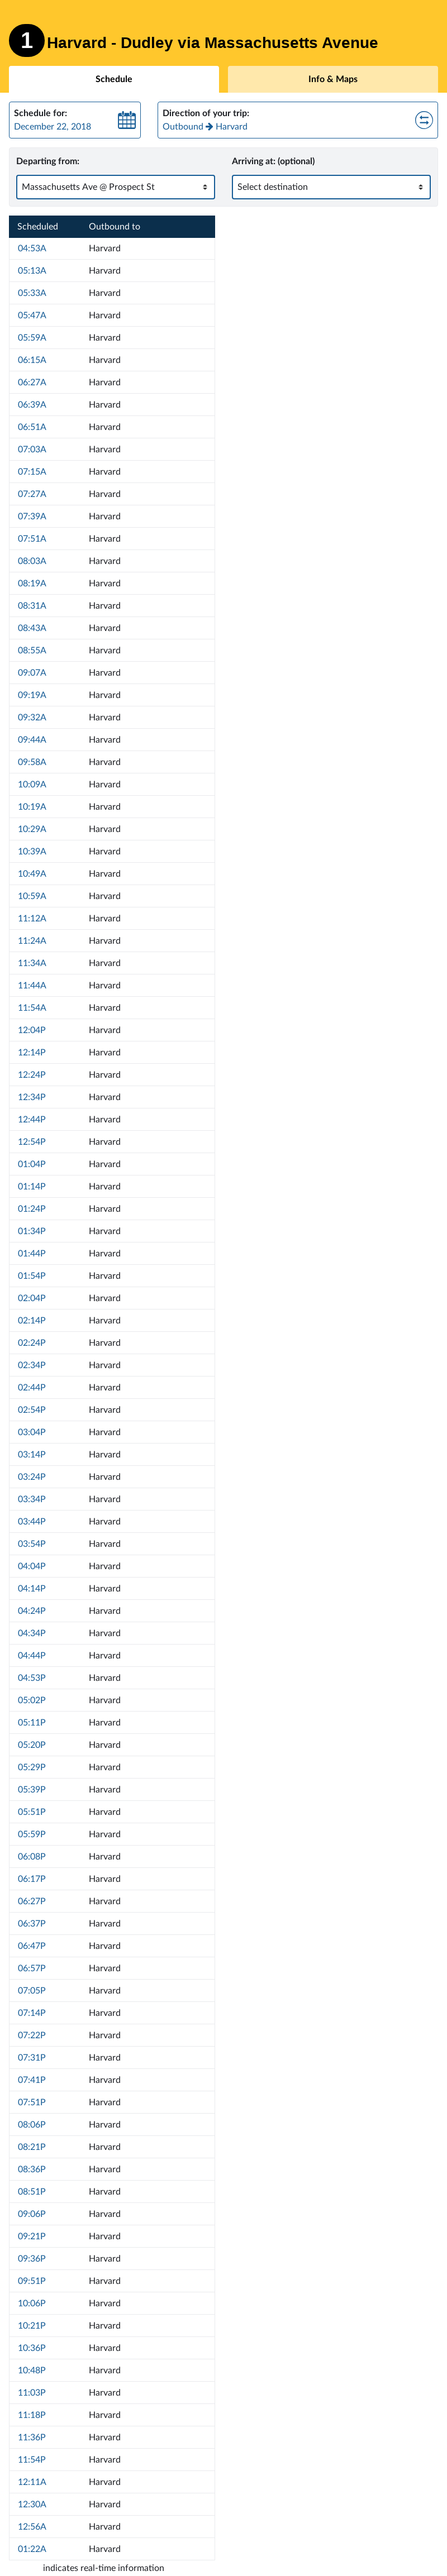 1 Harvard - Dudley via Massachusetts Avenue
Schedule Info & Maps
Schedule for:
December 22, 2018
Direction of your trip:
Outbound → Harvard
Departing from:
Massachusetts Ave @ Prospect St
Arriving at: (optional)
Select destination
Scheduled Outbound to
04:53A Harvard
05:13A Harvard
05:33A Harvard
05:47A Harvard
05:59A Harvard
06:15A Harvard
06:27A Harvard
06:39A Harvard
06:51A Harvard
07:03A Harvard
07:15A Harvard
07:27A Harvard
07:39A Harvard
07:51A Harvard
08:03A Harvard
08:19A Harvard
08:31A Harvard
08:43A Harvard
08:55A Harvard
09:07A Harvard
09:19A Harvard
09:32A Harvard
09:44A Harvard
09:58A Harvard
10:09A Harvard
10:19A Harvard
10:29A Harvard
10:39A Harvard
10:49A Harvard
10:59A Harvard
11:12A Harvard
11:24A Harvard
11:34A Harvard
11:44A Harvard
11:54A Harvard
12:04P Harvard
12:14P Harvard
12:24P Harvard
12:34P Harvard
12:44P Harvard
12:54P Harvard
01:04P Harvard
01:14P Harvard
01:24P Harvard
01:34P Harvard
01:44P Harvard
01:54P Harvard
02:04P Harvard
02:14P Harvard
02:24P Harvard
02:34P Harvard
02:44P Harvard
02:54P Harvard
03:04P Harvard
03:14P Harvard
03:24P Harvard
03:34P Harvard
03:44P Harvard
03:54P Harvard
04:04P Harvard
04:14P Harvard
04:24P Harvard
04:34P Harvard
04:44P Harvard
04:53P Harvard
05:02P Harvard
05:11P Harvard
05:20P Harvard
05:29P Harvard
05:39P Harvard
05:51P Harvard
05:59P Harvard
06:08P Harvard
06:17P Harvard
06:27P Harvard
06:37P Harvard
06:47P Harvard
06:57P Harvard
07:05P Harvard
07:14P Harvard
07:22P Harvard
07:31P Harvard
07:41P Harvard
07:51P Harvard
08:06P Harvard
08:21P Harvard
08:36P Harvard
08:51P Harvard
09:06P Harvard
09:21P Harvard
09:36P Harvard
09:51P Harvard
10:06P Harvard
10:21P Harvard
10:36P Harvard
10:48P Harvard
11:03P Harvard
11:18P Harvard
11:36P Harvard
11:54P Harvard
12:11A Harvard
12:30A Harvard
12:56A Harvard
01:22A Harvard
indicates real-time information